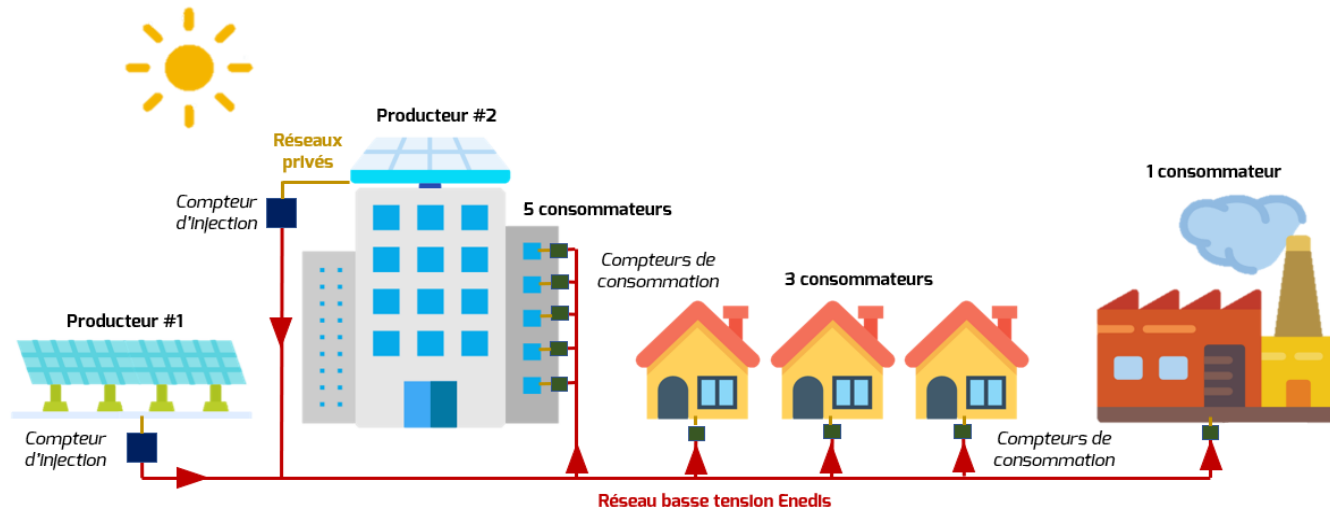 Producteur #2
Réseaux
privés
1 consommateur
Compteur
d'injection
5 consommateurs
Compteurs de
consommation
3 consommateurs
Producteur #1
Compteur
d'injection
Compteurs de
consommation
Réseau basse tension Enedis